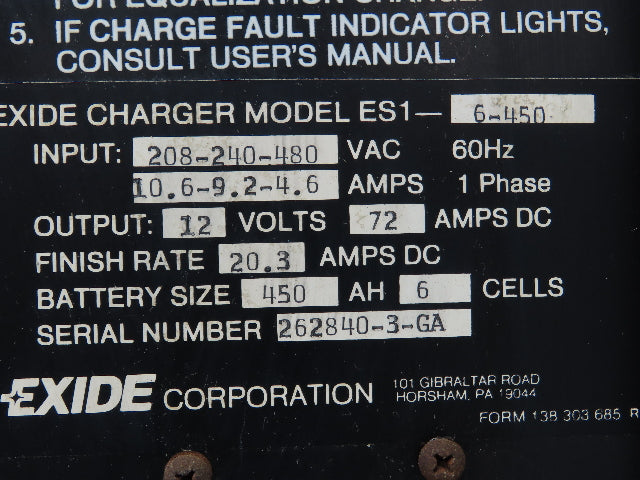 FOR EQUALIZATION
5. IF CHARGE FAULT INDICATOR LIGHTS,
CONSULT USER'S MANUAL.
EXIDE CHARGER MODEL ES1— 6-450
INPUT: 208-240-480 VAC 60Hz
10.6-9.2-4.6 AMPS 1 Phase
OUTPUT: 12 VOLTS 72 AMPS DC
FINISH RATE 20.3 AMPS DC
BATTERY SIZE 450 AH 6 CELLS
SERIAL NUMBER 262840-3-GA
EXIDE CORPORATION 101 GIBRALTAR ROAD
HORSHAM, PA 19044
FORM 138 303 685 R